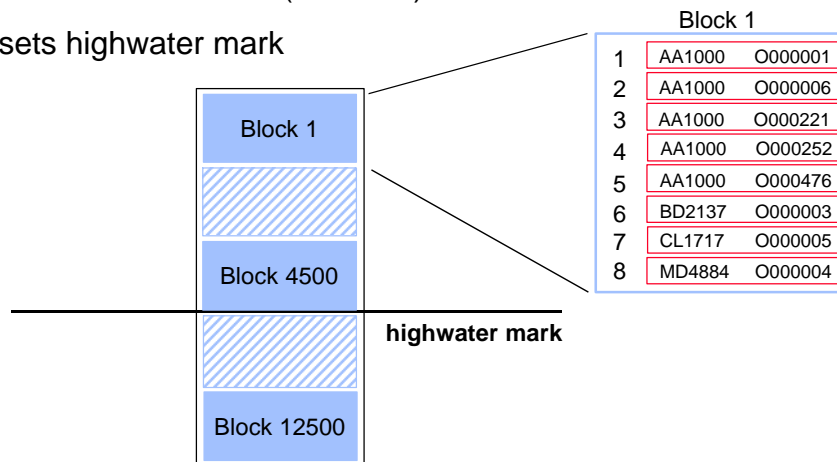 sets highwater mark
Block 1
Block 4500
highwater mark
Block 12500
Block 1
1 AA1000 O000001
2 AA1000 O000006
3 AA1000 O000221
4 AA1000 O000252
5 AA1000 O000476
6 BD2137 O000003
7 CL1717 O000005
8 MD4884 O000004